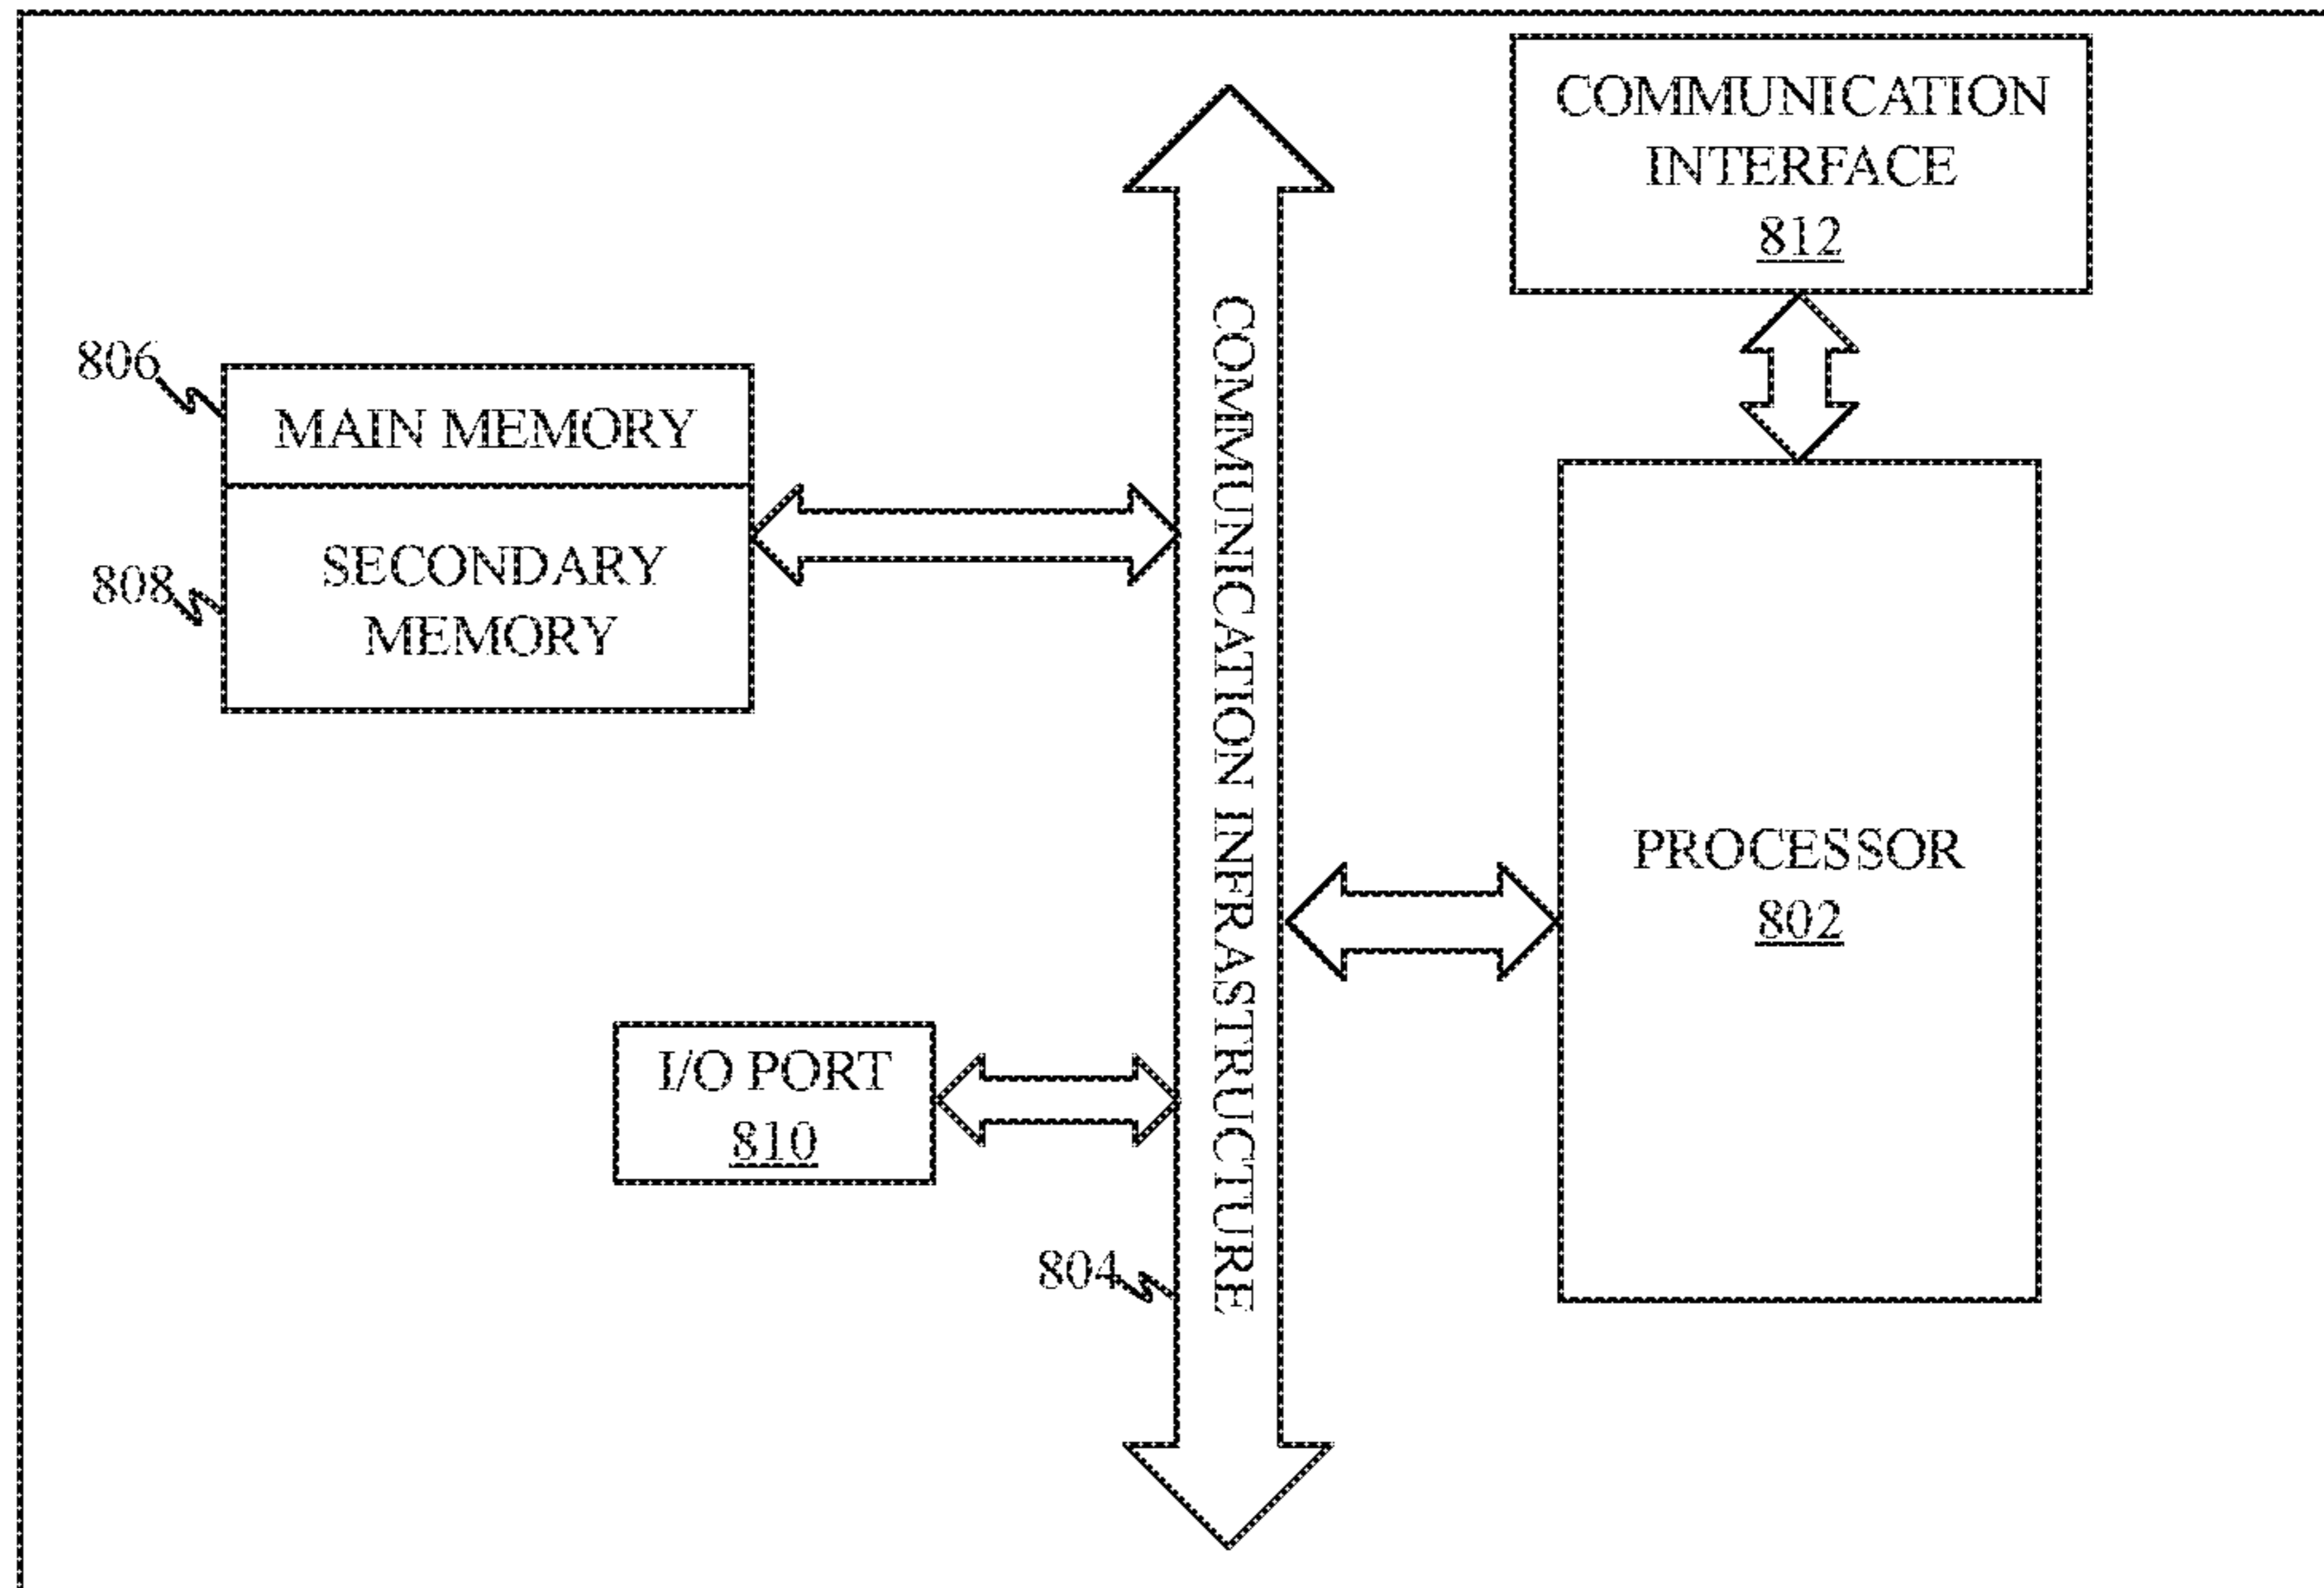 COMMUNICATION
INTERFACE
812
806
MAIN MEMORY
808
SECONDARY
MEMORY
COMMUNICATION INFRASTRUCTURE
PROCESSOR
802
I/O PORT
810
804